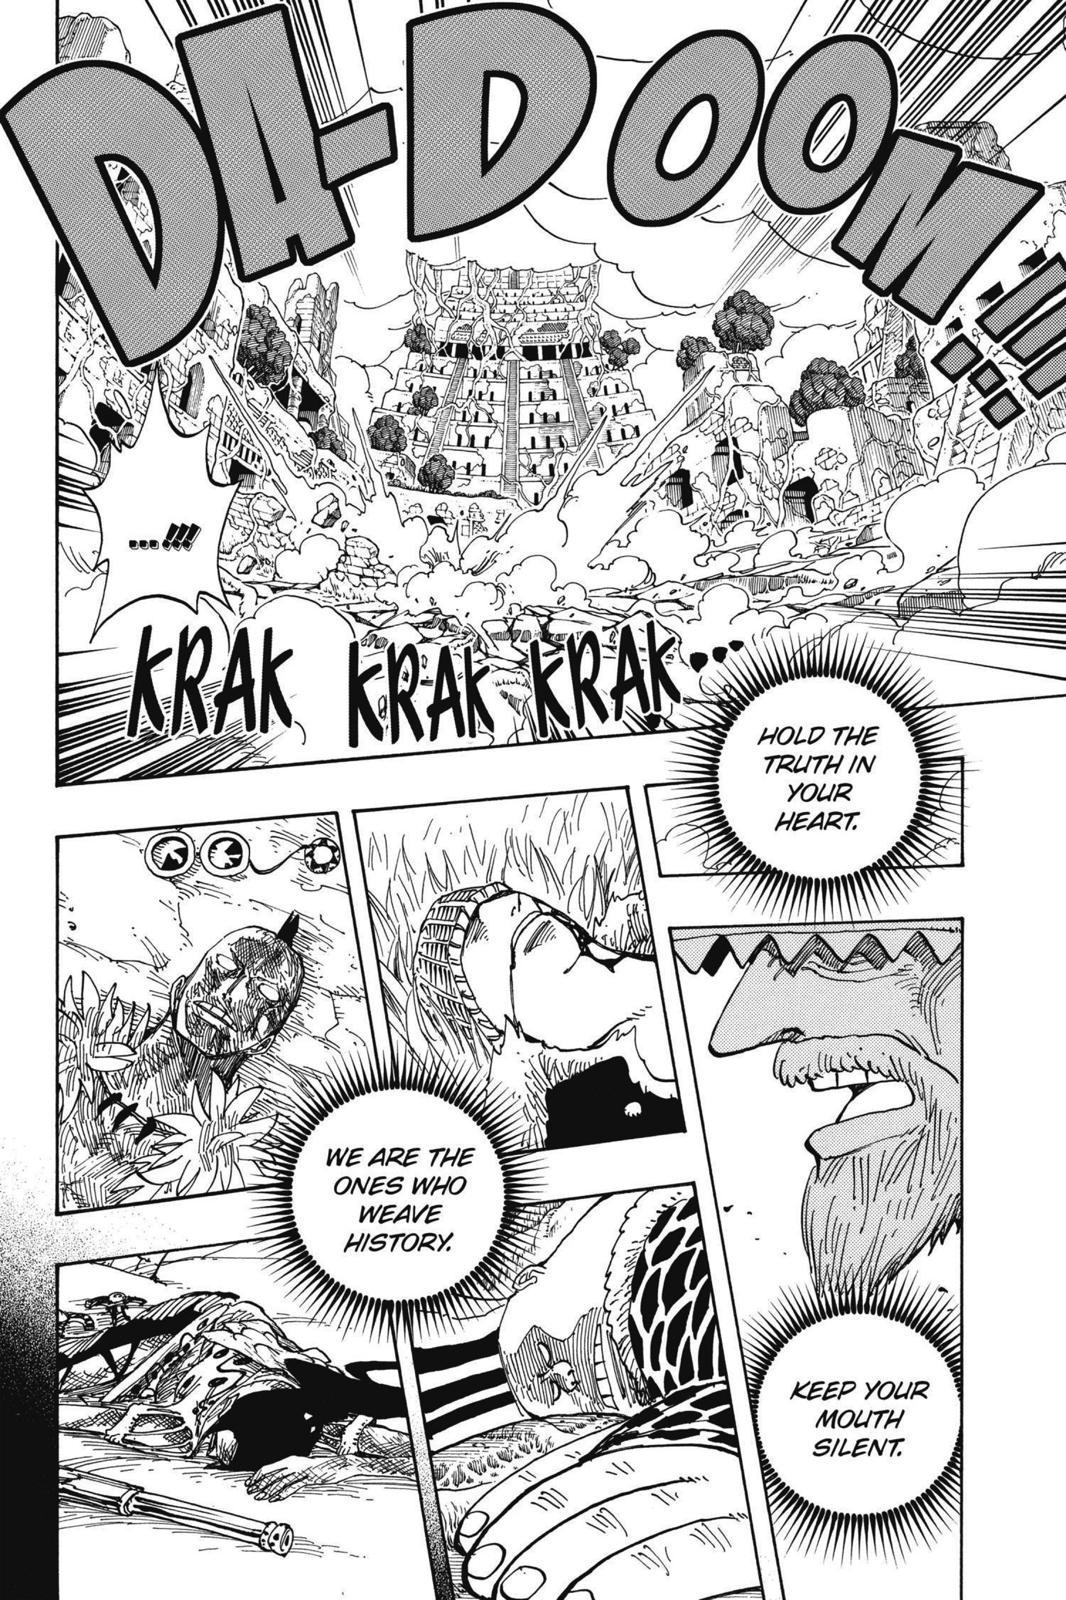 DA-DOOM!!!
...!!!
KRAK KRAK KRAK...
HOLD THE
TRUTH IN
YOUR
HEART.
KEEP YOUR
MOUTH
SILENT.
WE ARE THE
ONES WHO
WEAVE
HISTORY.